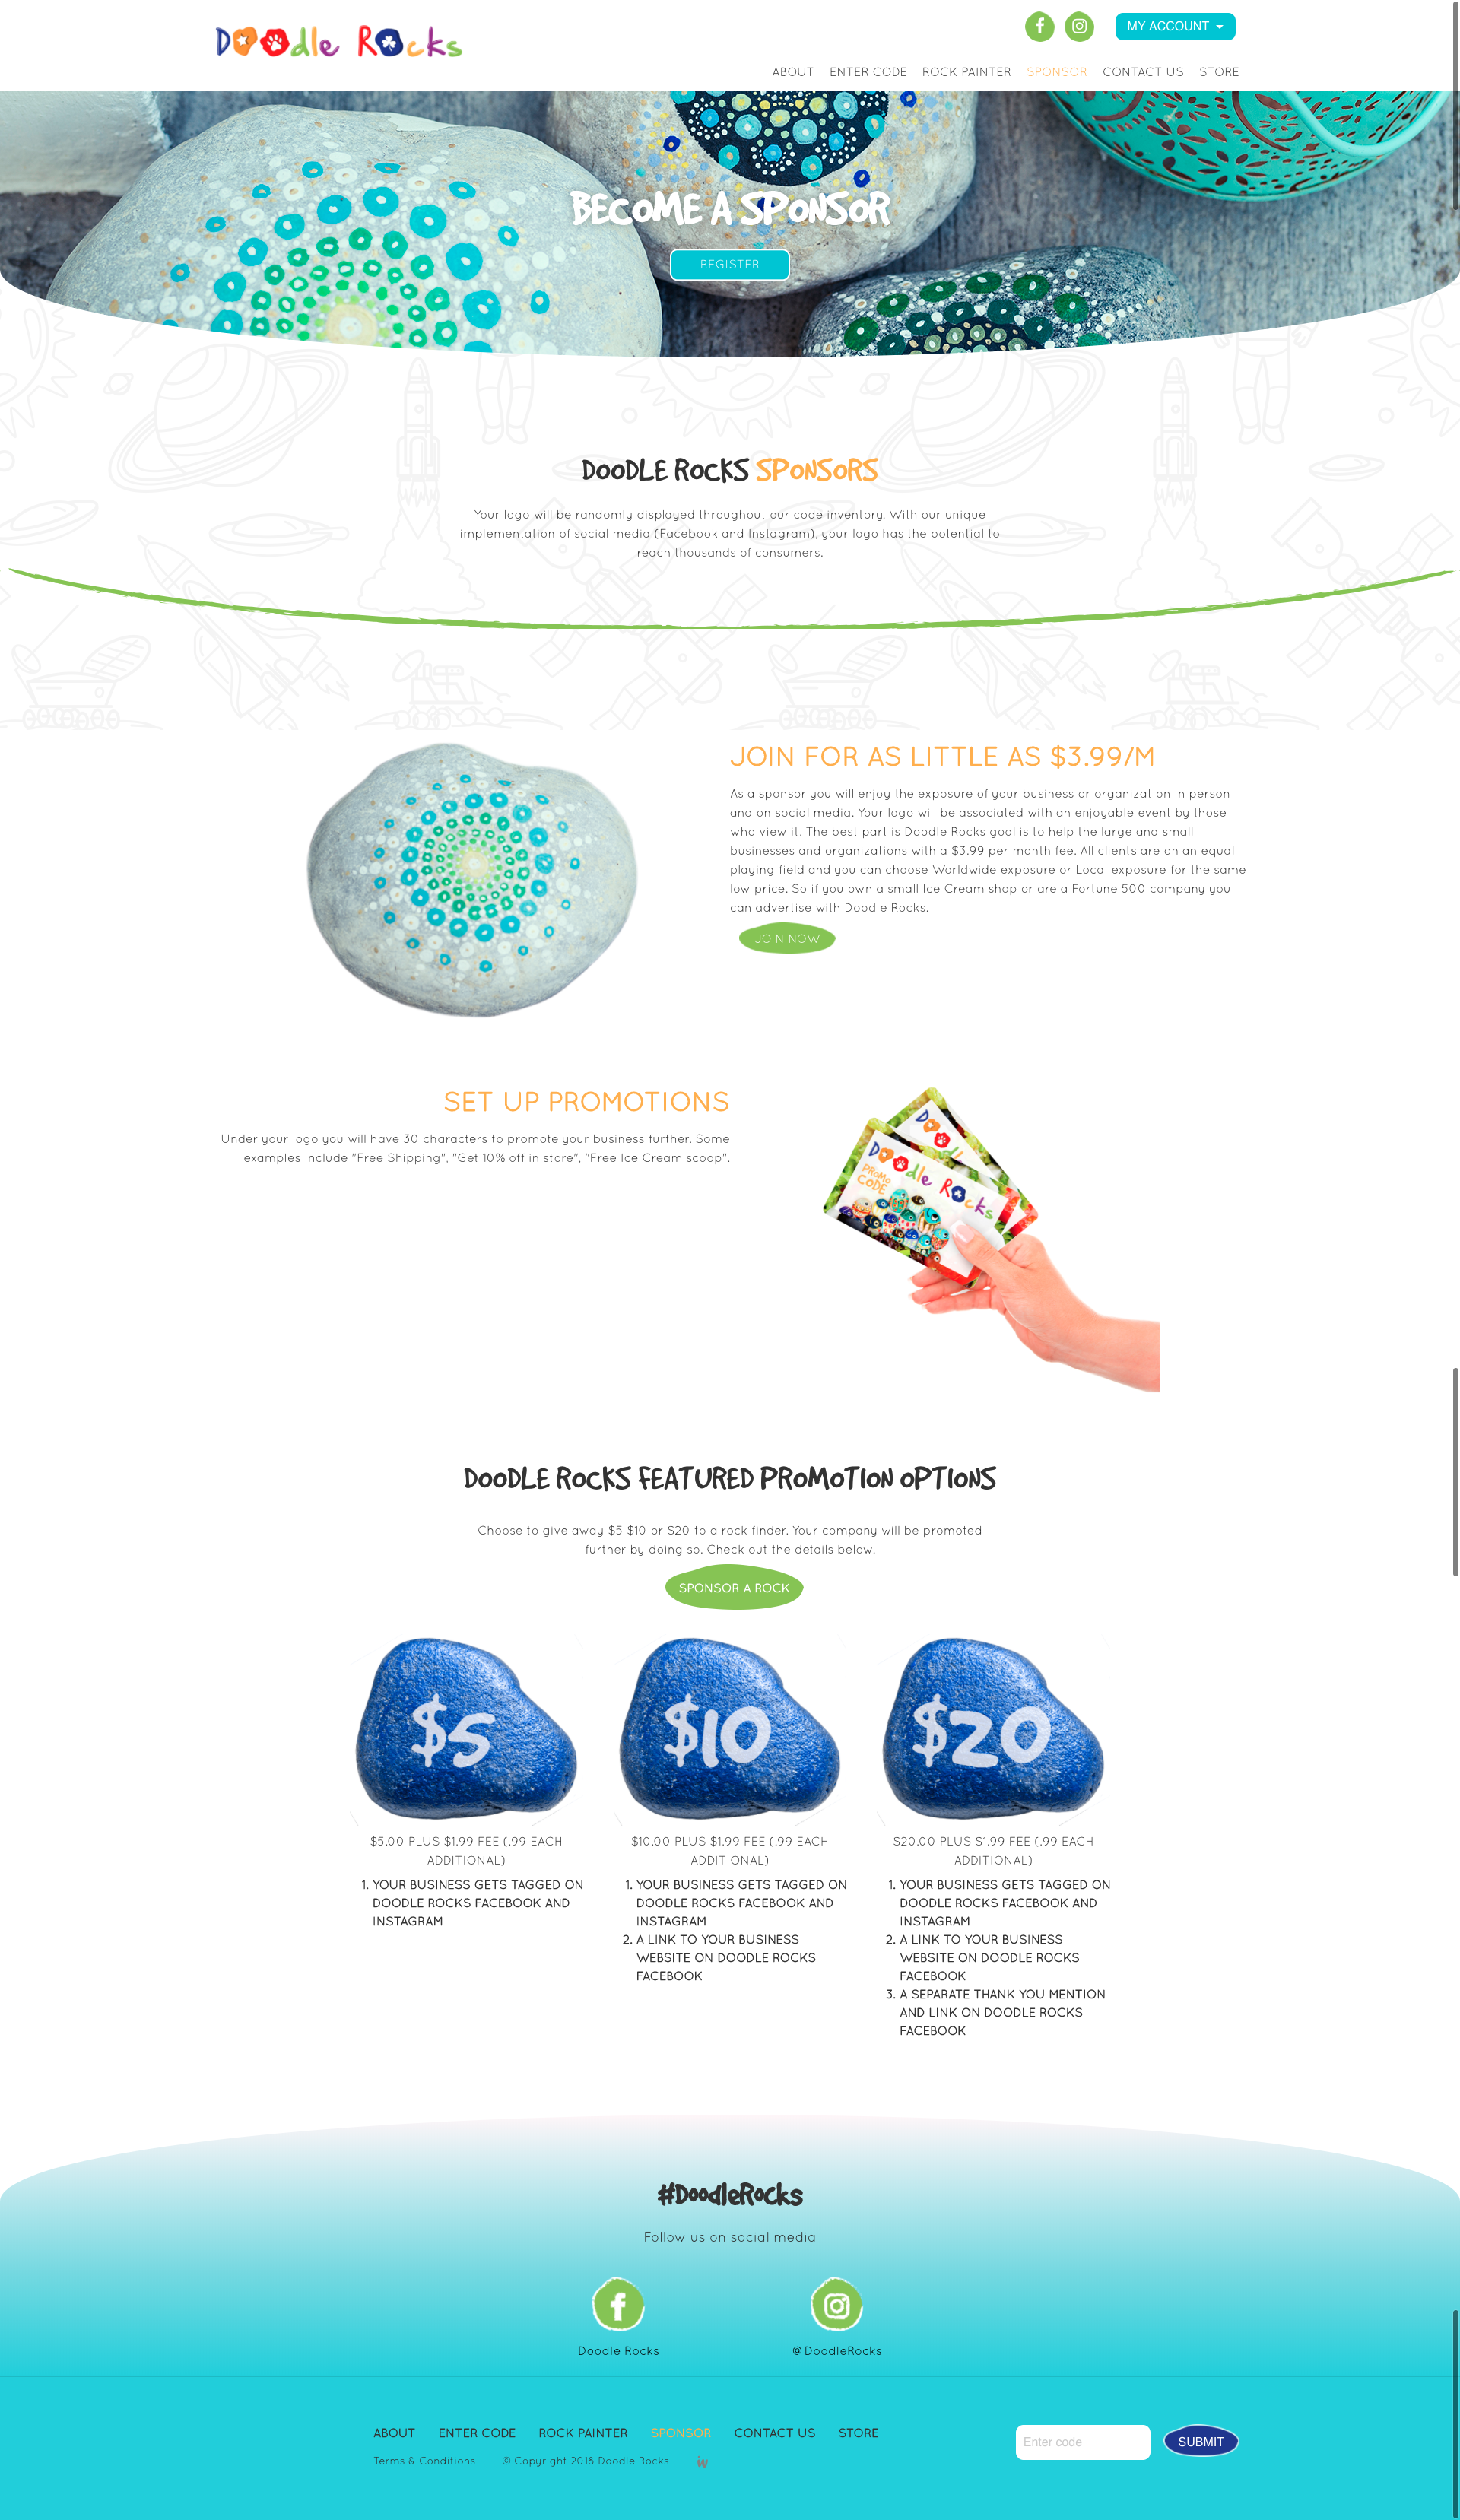 Doodle Rocks
MY ACCOUNT
ABOUT ENTER CODE ROCK PAINTER SPONSOR CONTACT US STORE
BECOME A SPONSOR
REGISTER
DOODLE ROCKS SPONSORS
Your logo will be randomly displayed throughout our code inventory. With our unique
implementation of social media (Facebook and Instagram), your logo has the potential to
reach thousands of consumers.
JOIN FOR AS LITTLE AS $3.99/M
As a sponsor you will enjoy the exposure of your business or organization in person
and on social media. Your logo will be associated with an enjoyable event by those
who view it. The best part is Doodle Rocks goal is to help the large and small
businesses and organizations with a $3.99 per month fee. All clients are on an equal
playing field and you can choose Worldwide exposure or Local exposure for the same
low price. So if you own a small Ice Cream shop or are a Fortune 500 company you
can advertise with Doodle Rocks.
JOIN NOW
SET UP PROMOTIONS
Under your logo you will have 30 characters to promote your business further. Some
examples include "Free Shipping", "Get 10% off in store", "Free Ice Cream scoop".
Doodle Rocks
PROMO
CODE
DOODLE ROCKS FEATURED PROMOTION OPTIONS
Choose to give away $5 $10 or $20 to a rock finder. Your company will be promoted
further by doing so. Check out the details below.
SPONSOR A ROCK
$5
$5.00 PLUS $1.99 FEE (.99 EACH
ADDITIONAL)
1. YOUR BUSINESS GETS TAGGED ON
DOODLE ROCKS FACEBOOK AND
INSTAGRAM
$10
$10.00 PLUS $1.99 FEE (.99 EACH
ADDITIONAL)
1. YOUR BUSINESS GETS TAGGED ON
DOODLE ROCKS FACEBOOK AND
INSTAGRAM
2. A LINK TO YOUR BUSINESS
WEBSITE ON DOODLE ROCKS
FACEBOOK
$20
$20.00 PLUS $1.99 FEE (.99 EACH
ADDITIONAL)
1. YOUR BUSINESS GETS TAGGED ON
DOODLE ROCKS FACEBOOK AND
INSTAGRAM
2. A LINK TO YOUR BUSINESS
WEBSITE ON DOODLE ROCKS
FACEBOOK
3. A SEPARATE THANK YOU MENTION
AND LINK ON DOODLE ROCKS
FACEBOOK
#DoodleRocks
Follow us on social media
Doodle Rocks
@DoodleRocks
ABOUT ENTER CODE ROCK PAINTER SPONSOR CONTACT US STORE
Terms & Conditions © Copyright 2018 Doodle Rocks
Enter code
SUBMIT